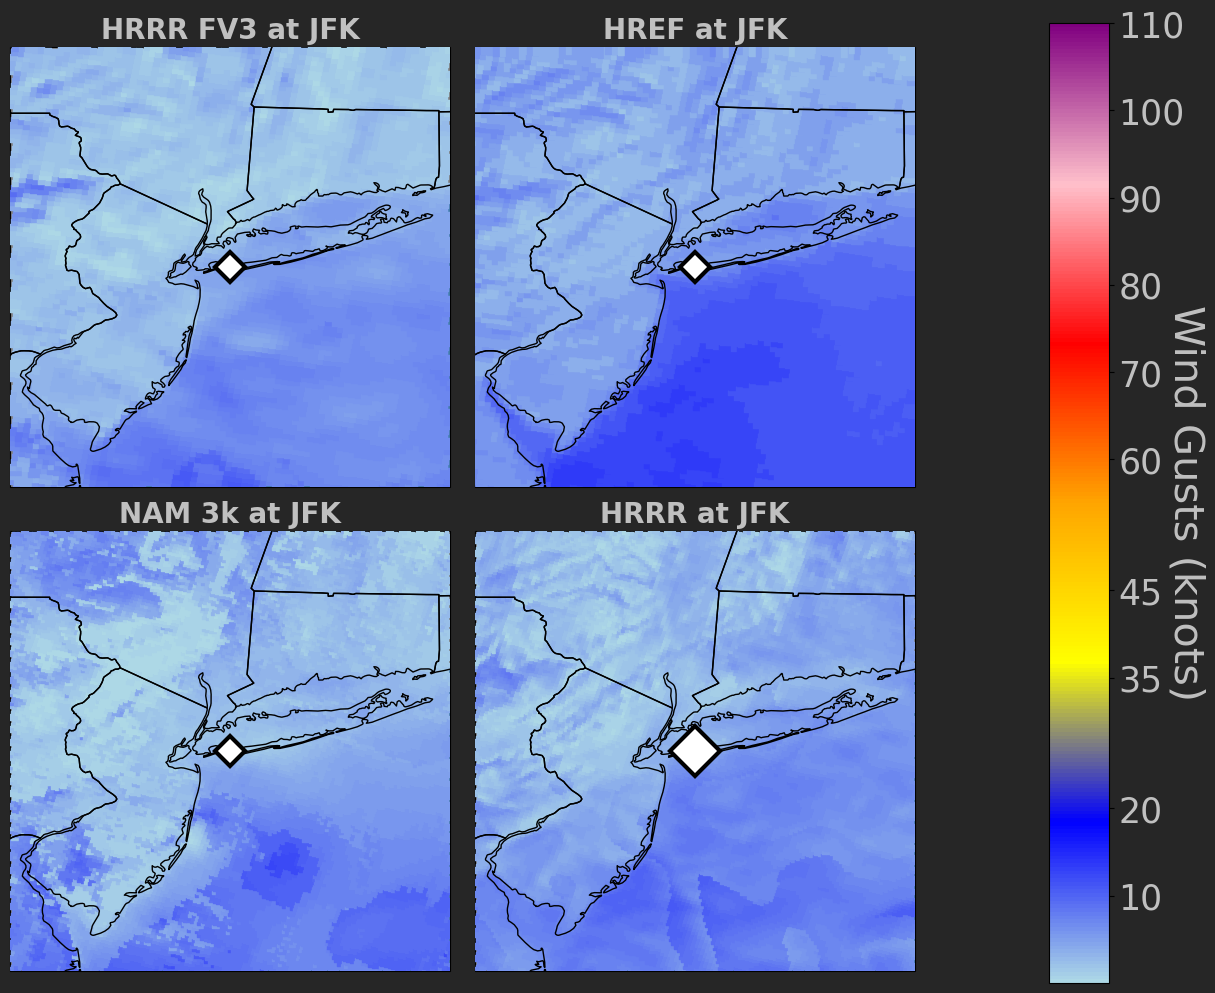 HRRR FV3 at JFK
HREF at JFK
NAM 3k at JFK
HRRR at JFK
110
100
90
80
70
60
45
35
20
10
Wind Gusts (knots)